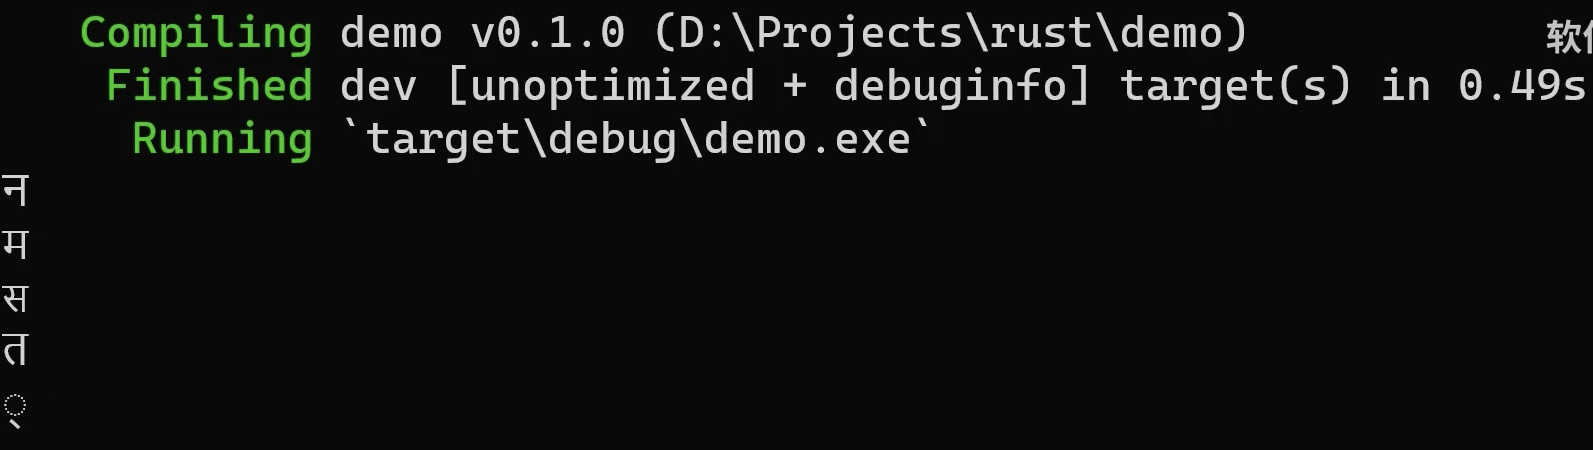 Compiling demo v0.1.0 (D:\Projects\rust\demo)
软
Finished dev [unoptimized + debuginfo] target(s) in 0.49s
Running `target\debug\demo.exe`
न
म
स
त
्